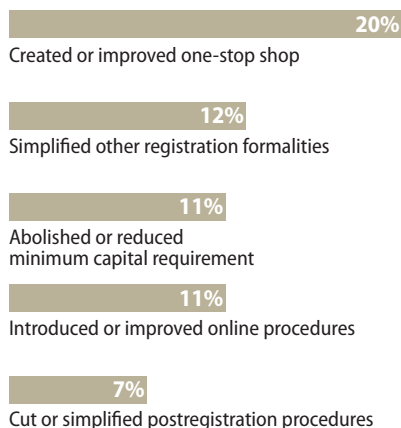 20%
Created or improved one-stop shop
12%
Simplified other registration formalities
11%
Abolished or reduced
minimum capital requirement
11%
Introduced or improved online procedures
7%
Cut or simplified postregistration procedures